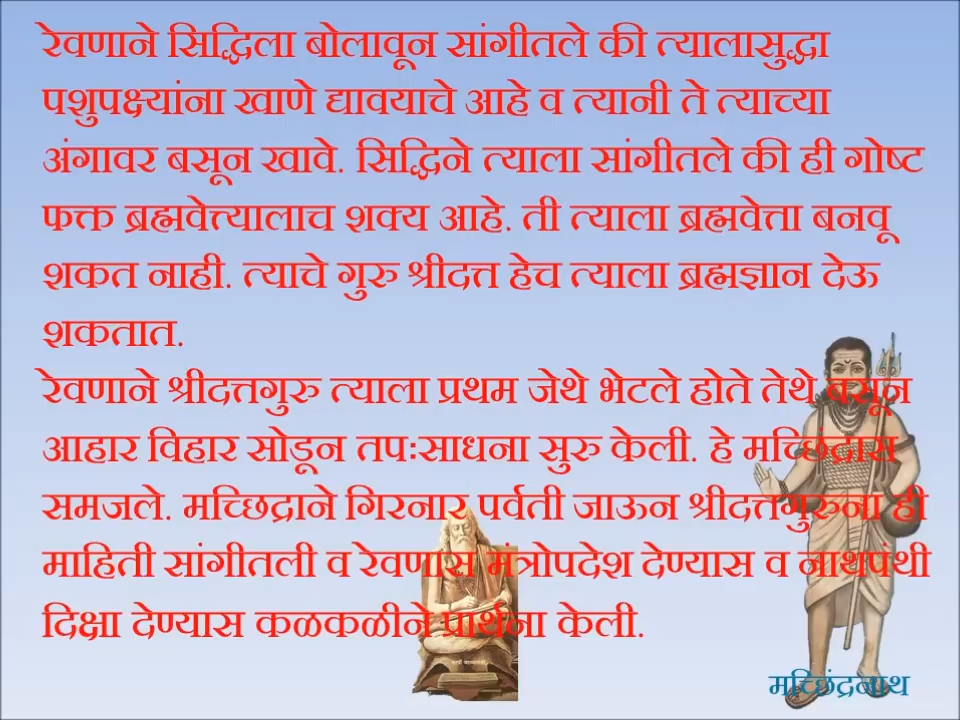 रेवणाने सिद्धिला बोलावून सांगीतले की त्यालासुद्धा
पशुपक्ष्यांना खाणे द्यावयाचे आहे व त्यानी ते त्याच्या
अंगावर बसून खावे. सिद्धिने त्याला सांगीतले की ही गोष्ट
फक्त ब्रह्मवेत्त्यालाच शक्य आहे. ती त्याला ब्रह्मवेत्ता बनवू
शकत नाही. त्याचे गुरु श्रीदत्त हेच त्याला ब्रह्मज्ञान देऊ
शकतात.
रेवणाने श्रीदत्तगुरु त्याला प्रथम जेथे भेटले होते तेथे बसून
आहार विहार सोडून तपःसाधना सुरु केली. हे मच्छिंद्रास
समजले. मच्छिद्राने गिरनार पर्वती जाऊन श्रीदत्तगुरुना ही
माहिती सांगीतली व रेवणास मंत्रोपदेश देण्यास व नाथपथी
दिक्षा देण्यास कळकळीने प्रार्थना केली.
मच्छिंद्रनाथ